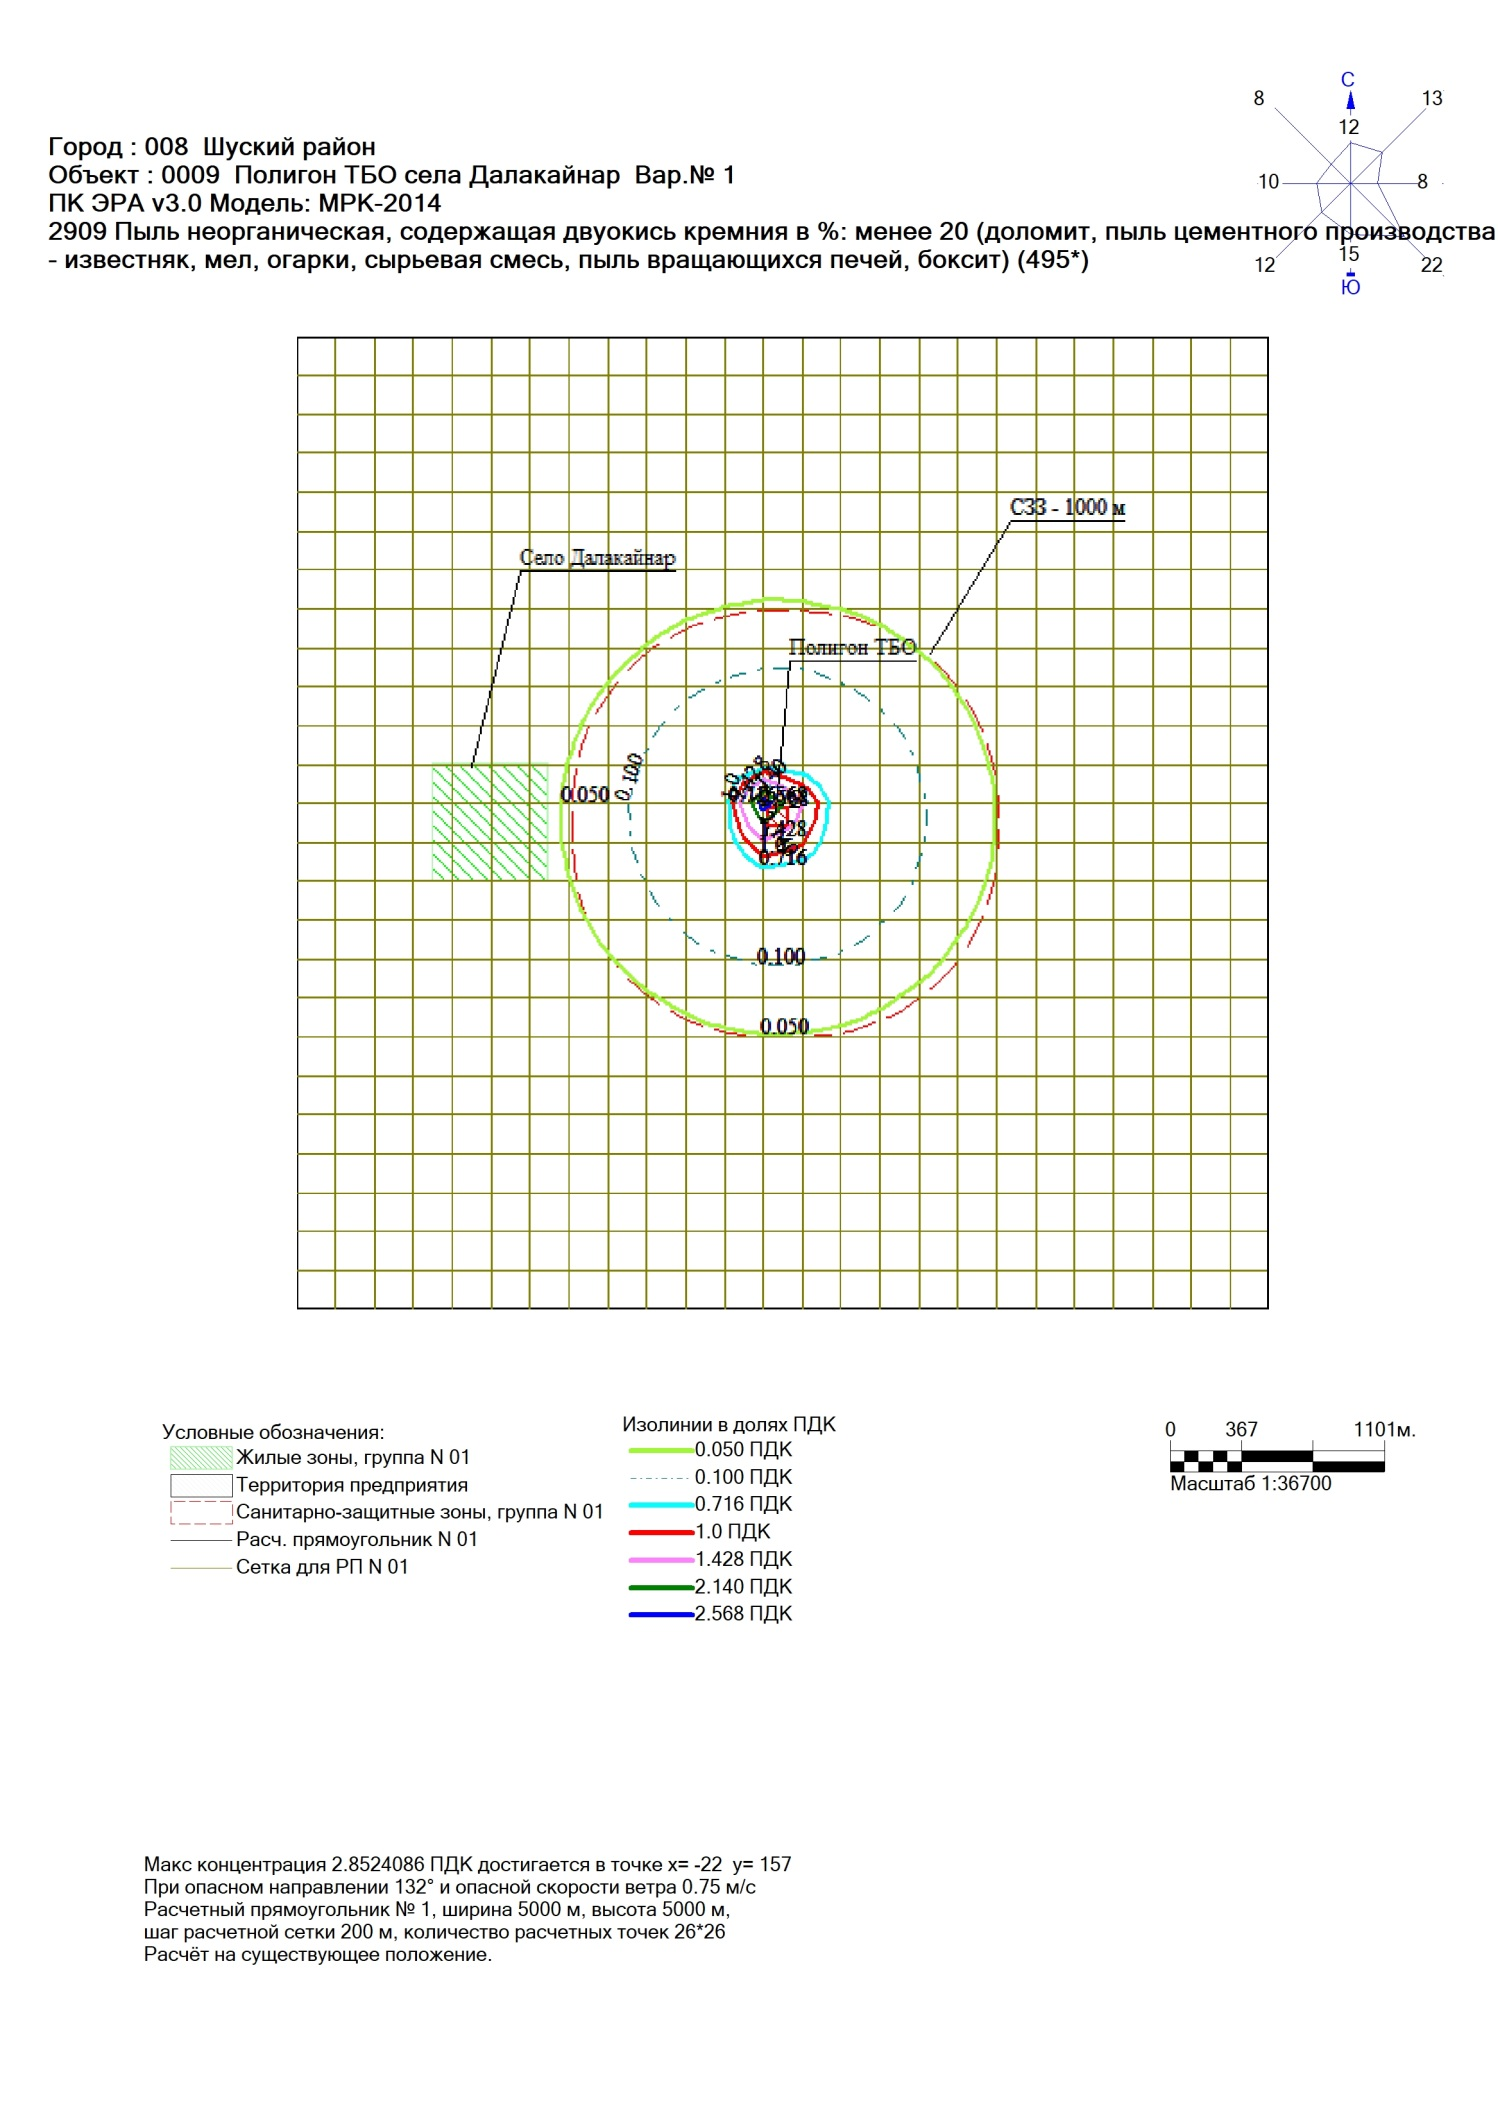 С
8
13
12
10
8
15
12
22
Ю
Город : 008 Шуский район
Объект : 0009 Полигон ТБО села Далакайнар Вар.№ 1
ПК ЭРА v3.0 Модель: МРК-2014
2909 Пыль неорганическая, содержащая двуокись кремния в %: менее 20 (доломит, пыль цементного производства
- известняк, мел, огарки, сырьевая смесь, пыль вращающихся печей, боксит) (495*)
СЗЗ - 1000 м
Село Далакайнар
Полигон ТБО
0.100
0.050
1.428
0.716
0.100
0.050
Условные обозначения:
Жилые зоны, группа N 01
Территория предприятия
Санитарно-защитные зоны, группа N 01
Расч. прямоугольник N 01
Сетка для РП N 01
Изолинии в долях ПДК
0.050 ПДК
0.100 ПДК
0.716 ПДК
1.0 ПДК
1.428 ПДК
2.140 ПДК
2.568 ПДК
0 367 1101м.
Масштаб 1:36700
Макс концентрация 2.8524086 ПДК достигается в точке x= -22 y= 157
При опасном направлении 132° и опасной скорости ветра 0.75 м/с
Расчетный прямоугольник № 1, ширина 5000 м, высота 5000 м,
шаг расчетной сетки 200 м, количество расчетных точек 26*26
Расчёт на существующее положение.